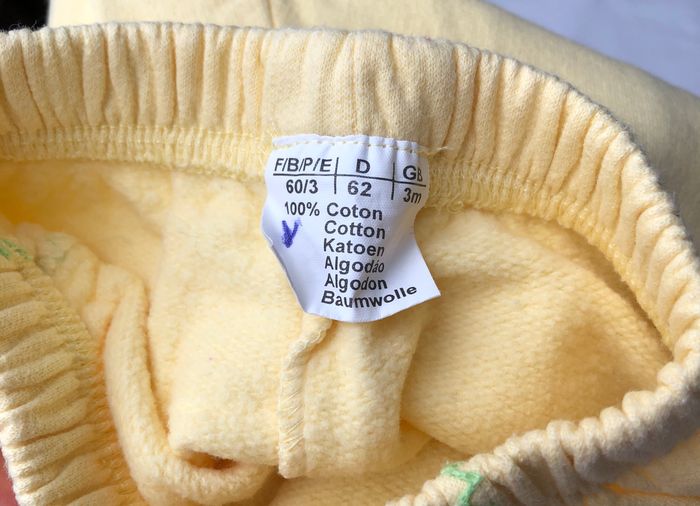 F/B/P/E D GB
60/3 62 3m
100% Coton
Cotton
Katoen
Algodão
Algodon
Baumwolle